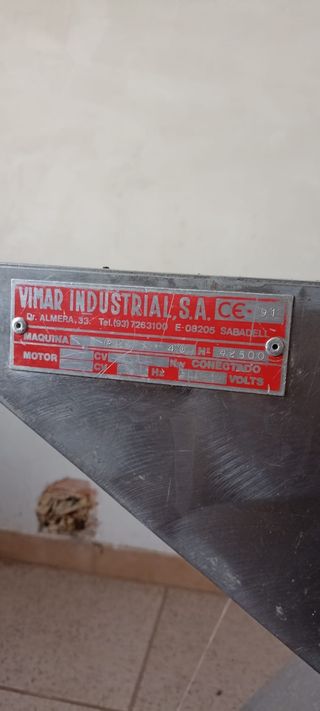 VIMAR INDUSTRIAL, S.A. CE- 91
Dr. ALMERA, 33. Tel. (93) 7263100 E-08205 SABADELL
MAQUINA Nº 42500
MOTOR CV CONECTADO
Hz VOLTS